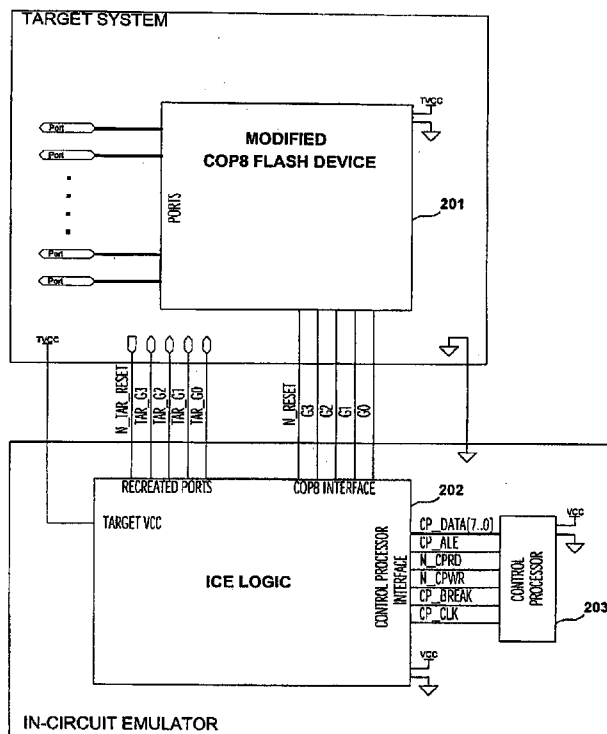 TARGET SYSTEM
TVCC
Port
MODIFIED
COP8 FLASH DEVICE
Port
PORTS
201
Port
Port
TVCC
N_TAR_RESET
TAR_G3
TAR_G2
TAR_G1
TAR_G0
N_RESET
G3
G2
G1
G0
RECREATED PORTS
COP8 INTERFACE
202
TARGET VCC
ICE LOGIC
CONTROL PROCESSOR
INTERFACE
CP_DATA[7..0]
CP_ALE
N_CPRD
N_CPWR
CP_BREAK
CP_CLK
CONTROL
PROCESSOR
VCC
203
VCC
IN-CIRCUIT EMULATOR